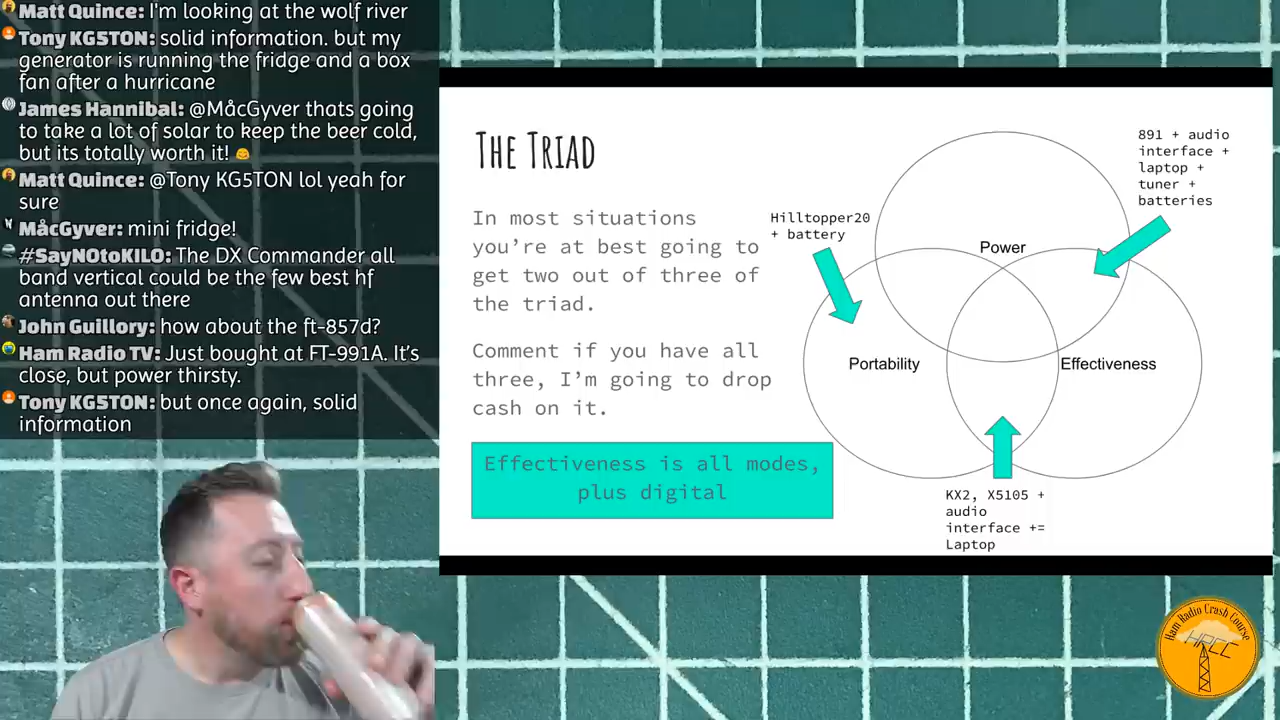 Matt Quince: I'm looking at the wolf river
Tony KG5TON: solid information. but my
generator is running the fridge and a box
fan after a hurricane
James Hannibal: @MåcGyver thats going
to take a lot of solar to keep the beer cold,
but its totally worth it! 🤗
Matt Quince: @Tony KG5TON lol yeah for
sure
MåcGyver: mini fridge!
#SayNOtoKILO: The DX Commander all
band vertical could be the few best hf
antenna out there
John Guillory: how about the ft-857d?
Ham Radio TV: Just bought at FT-991A. It's
close, but power thirsty.
Tony KG5TON: but once again, solid
information
THE TRIAD
In most situations
you're at best going to
get two out of three of
the triad.
Comment if you have all
three, I'm going to drop
cash on it.
Effectiveness is all modes,
plus digital
Hilltopper20
+ battery
891 + audio
interface +
laptop +
tuner +
batteries
Power
Portability
Effectiveness
KX2, X5105 +
audio
interface +=
Laptop
Ham Radio Crash Course
HRCC